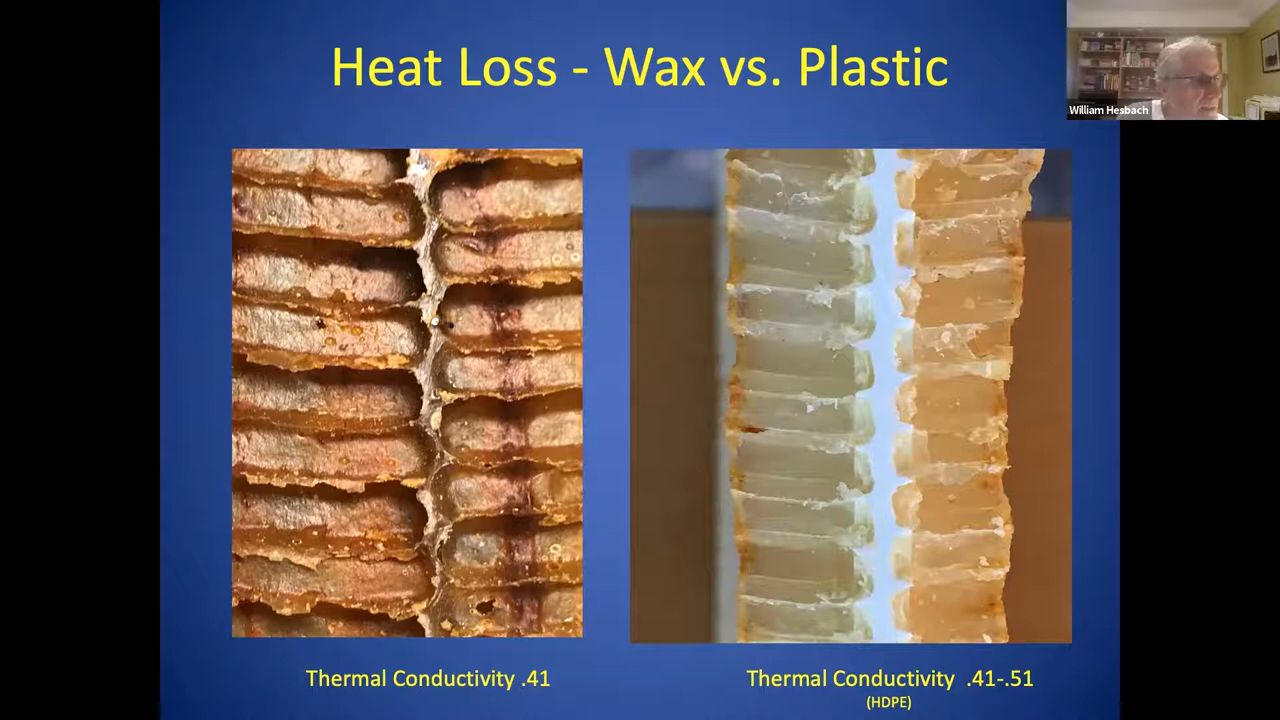 Heat Loss - Wax vs. Plastic
William Hesbach
Thermal Conductivity .41
Thermal Conductivity .41-.51
(HDPE)